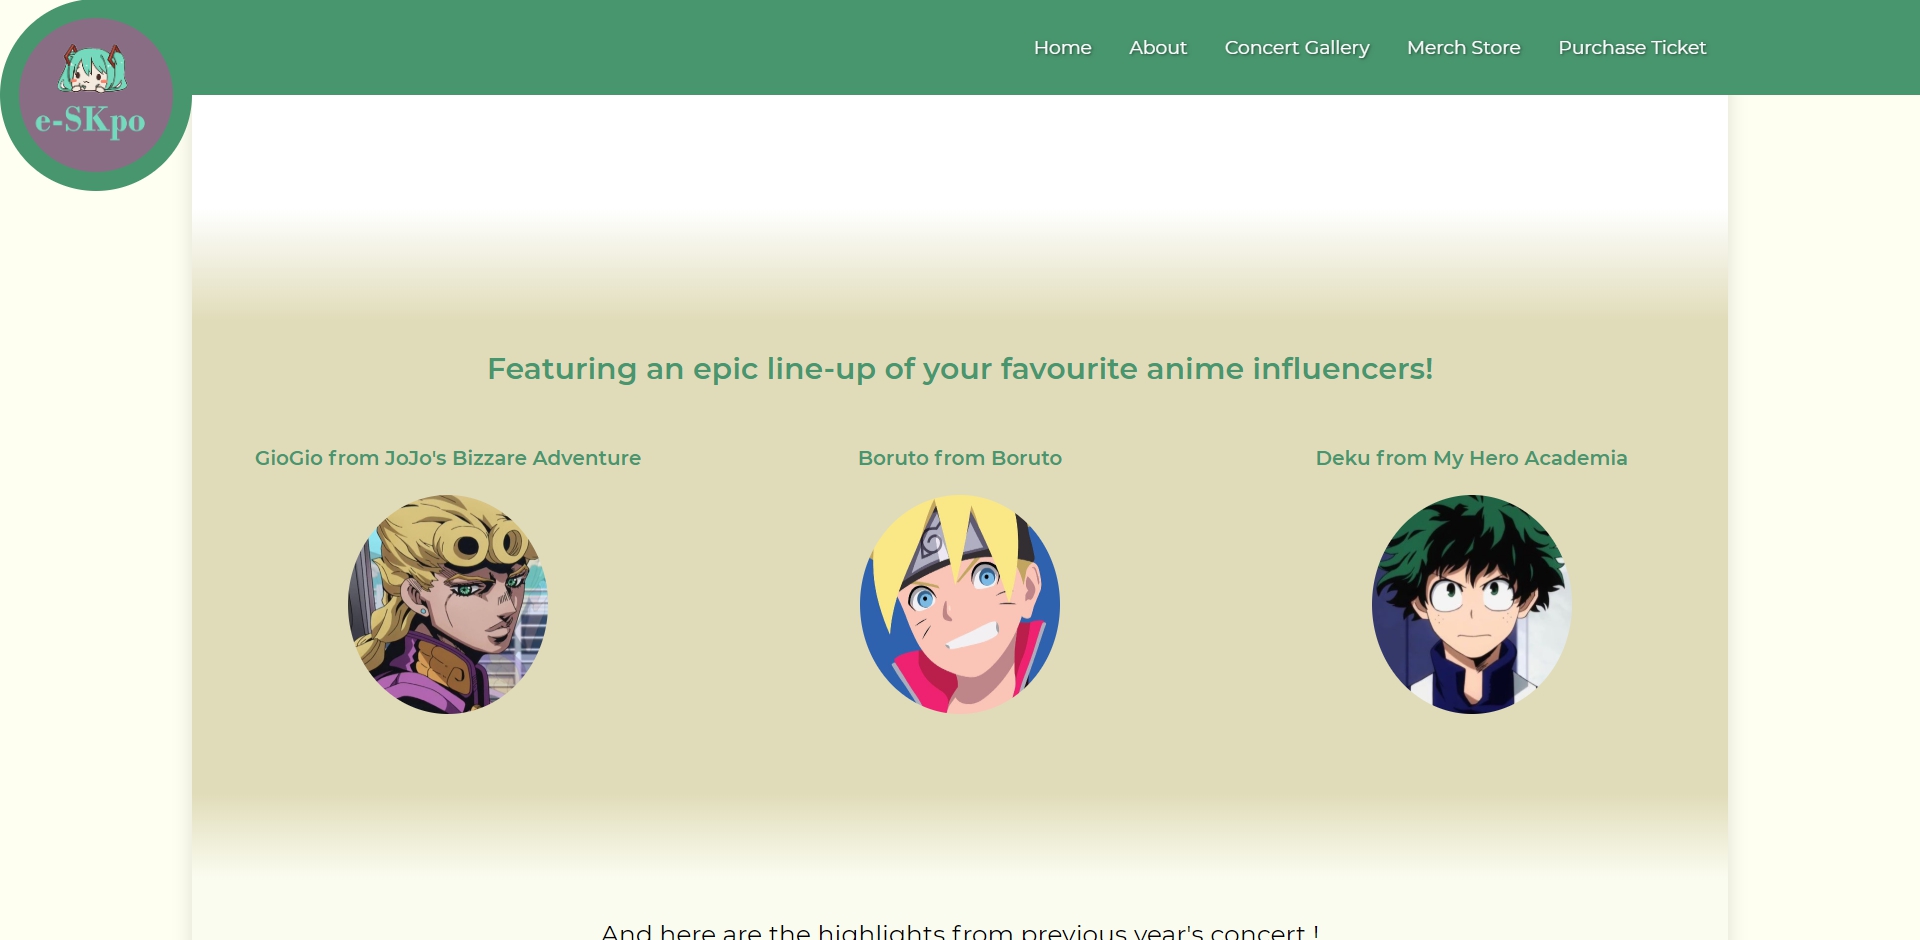 e-SKpo
Home About Concert Gallery Merch Store Purchase Ticket
Featuring an epic line-up of your favourite anime influencers!
GioGio from JoJo's Bizzare Adventure
Boruto from Boruto
Deku from My Hero Academia
And here are the highlights from previous year's concert !